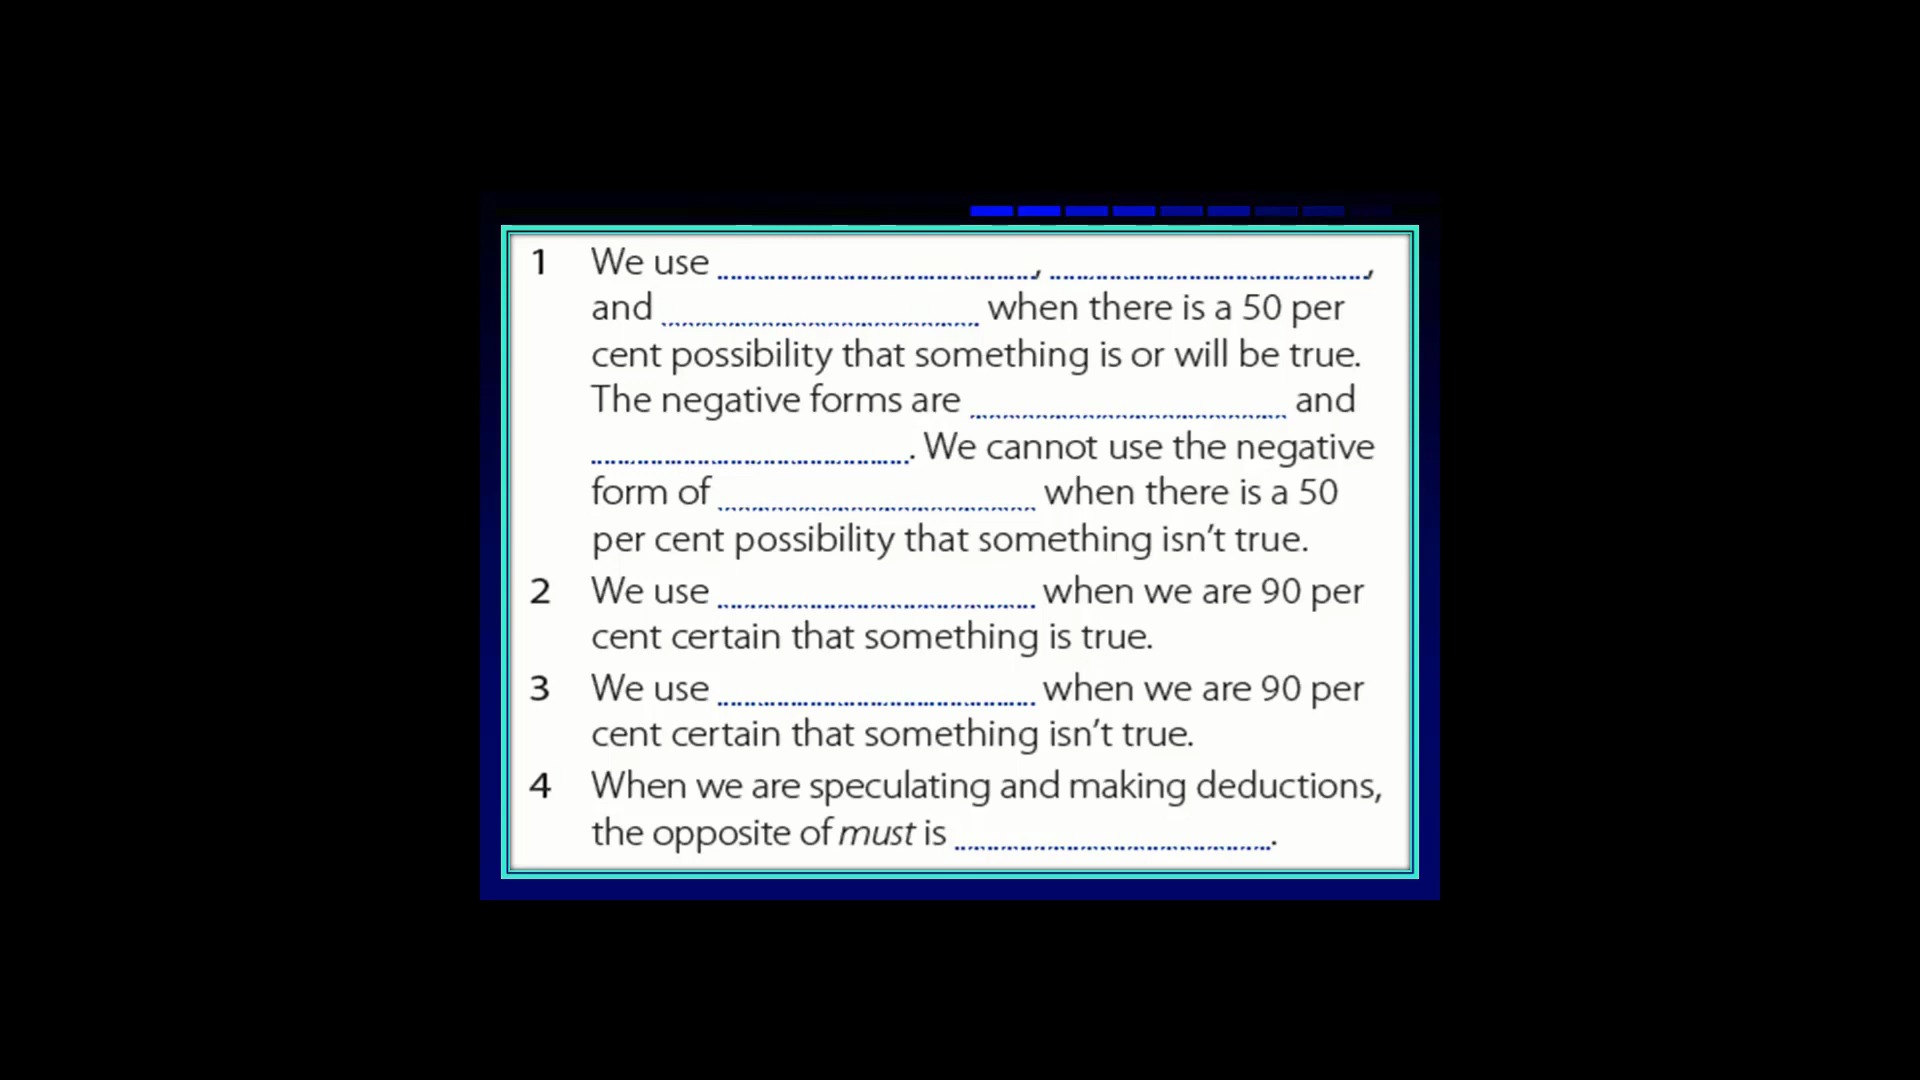 1 We use ........................, ........................,
and ........................ when there is a 50 per
cent possibility that something is or will be true.
The negative forms are ........................ and
......................... We cannot use the negative
form of ........................ when there is a 50
per cent possibility that something isn’t true.
2 We use ........................ when we are 90 per
cent certain that something is true.
3 We use ........................ when we are 90 per
cent certain that something isn’t true.
4 When we are speculating and making deductions,
the opposite of must is .........................